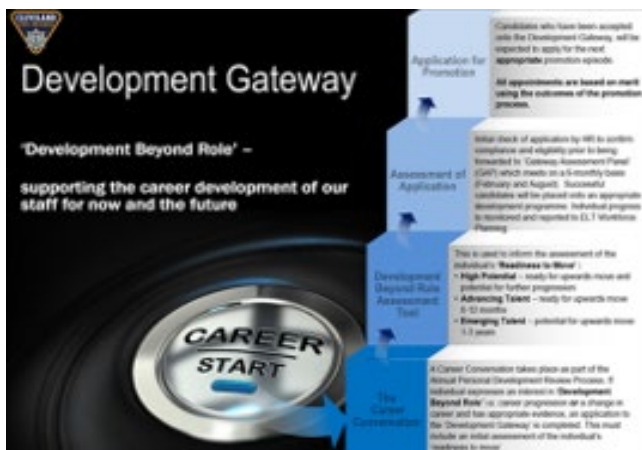 CLEVELAND
Development Gateway
'Development Beyond Role' –
supporting the career development of our
staff for now and the future
CAREER
START
Application for
Promotion
Candidates who have been accepted
onto the Development Gateway, will be
expected to apply for the next
appropriate promotion episode.
All appointments are based on merit
using the outcomes of the promotion
process.
Assessment of
Application
Initial check of application by HR to confirm
compliance and eligibility prior to being
forwarded to 'Gateway Assessment Panel'
(GAP) which meets on a 6-monthly basis
(February and August). Successful
candidates will be placed onto an appropriate
development programme. Individual progress
is monitored and reported to ELT Workforce
Planning
Development
Beyond Role
Assessment
Tool
This is used to inform the assessment of the
individual's 'Readiness to Move' :
• High Potential – ready for upwards move and
potential for further progression
• Advancing Talent – ready for upwards move
6-12 months
• Emerging Talent – potential for upwards move
1-3 years
The
Career
Conversation
A Career Conversation takes place as part of the
Annual Personal Development Review Process. If
individual expresses an interest in 'Development
Beyond Role' i.e. career progression or a change in
career and has appropriate evidence, an application to
the 'Development Gateway' is completed. This must
include an initial assessment of the individual's
'readiness to move'